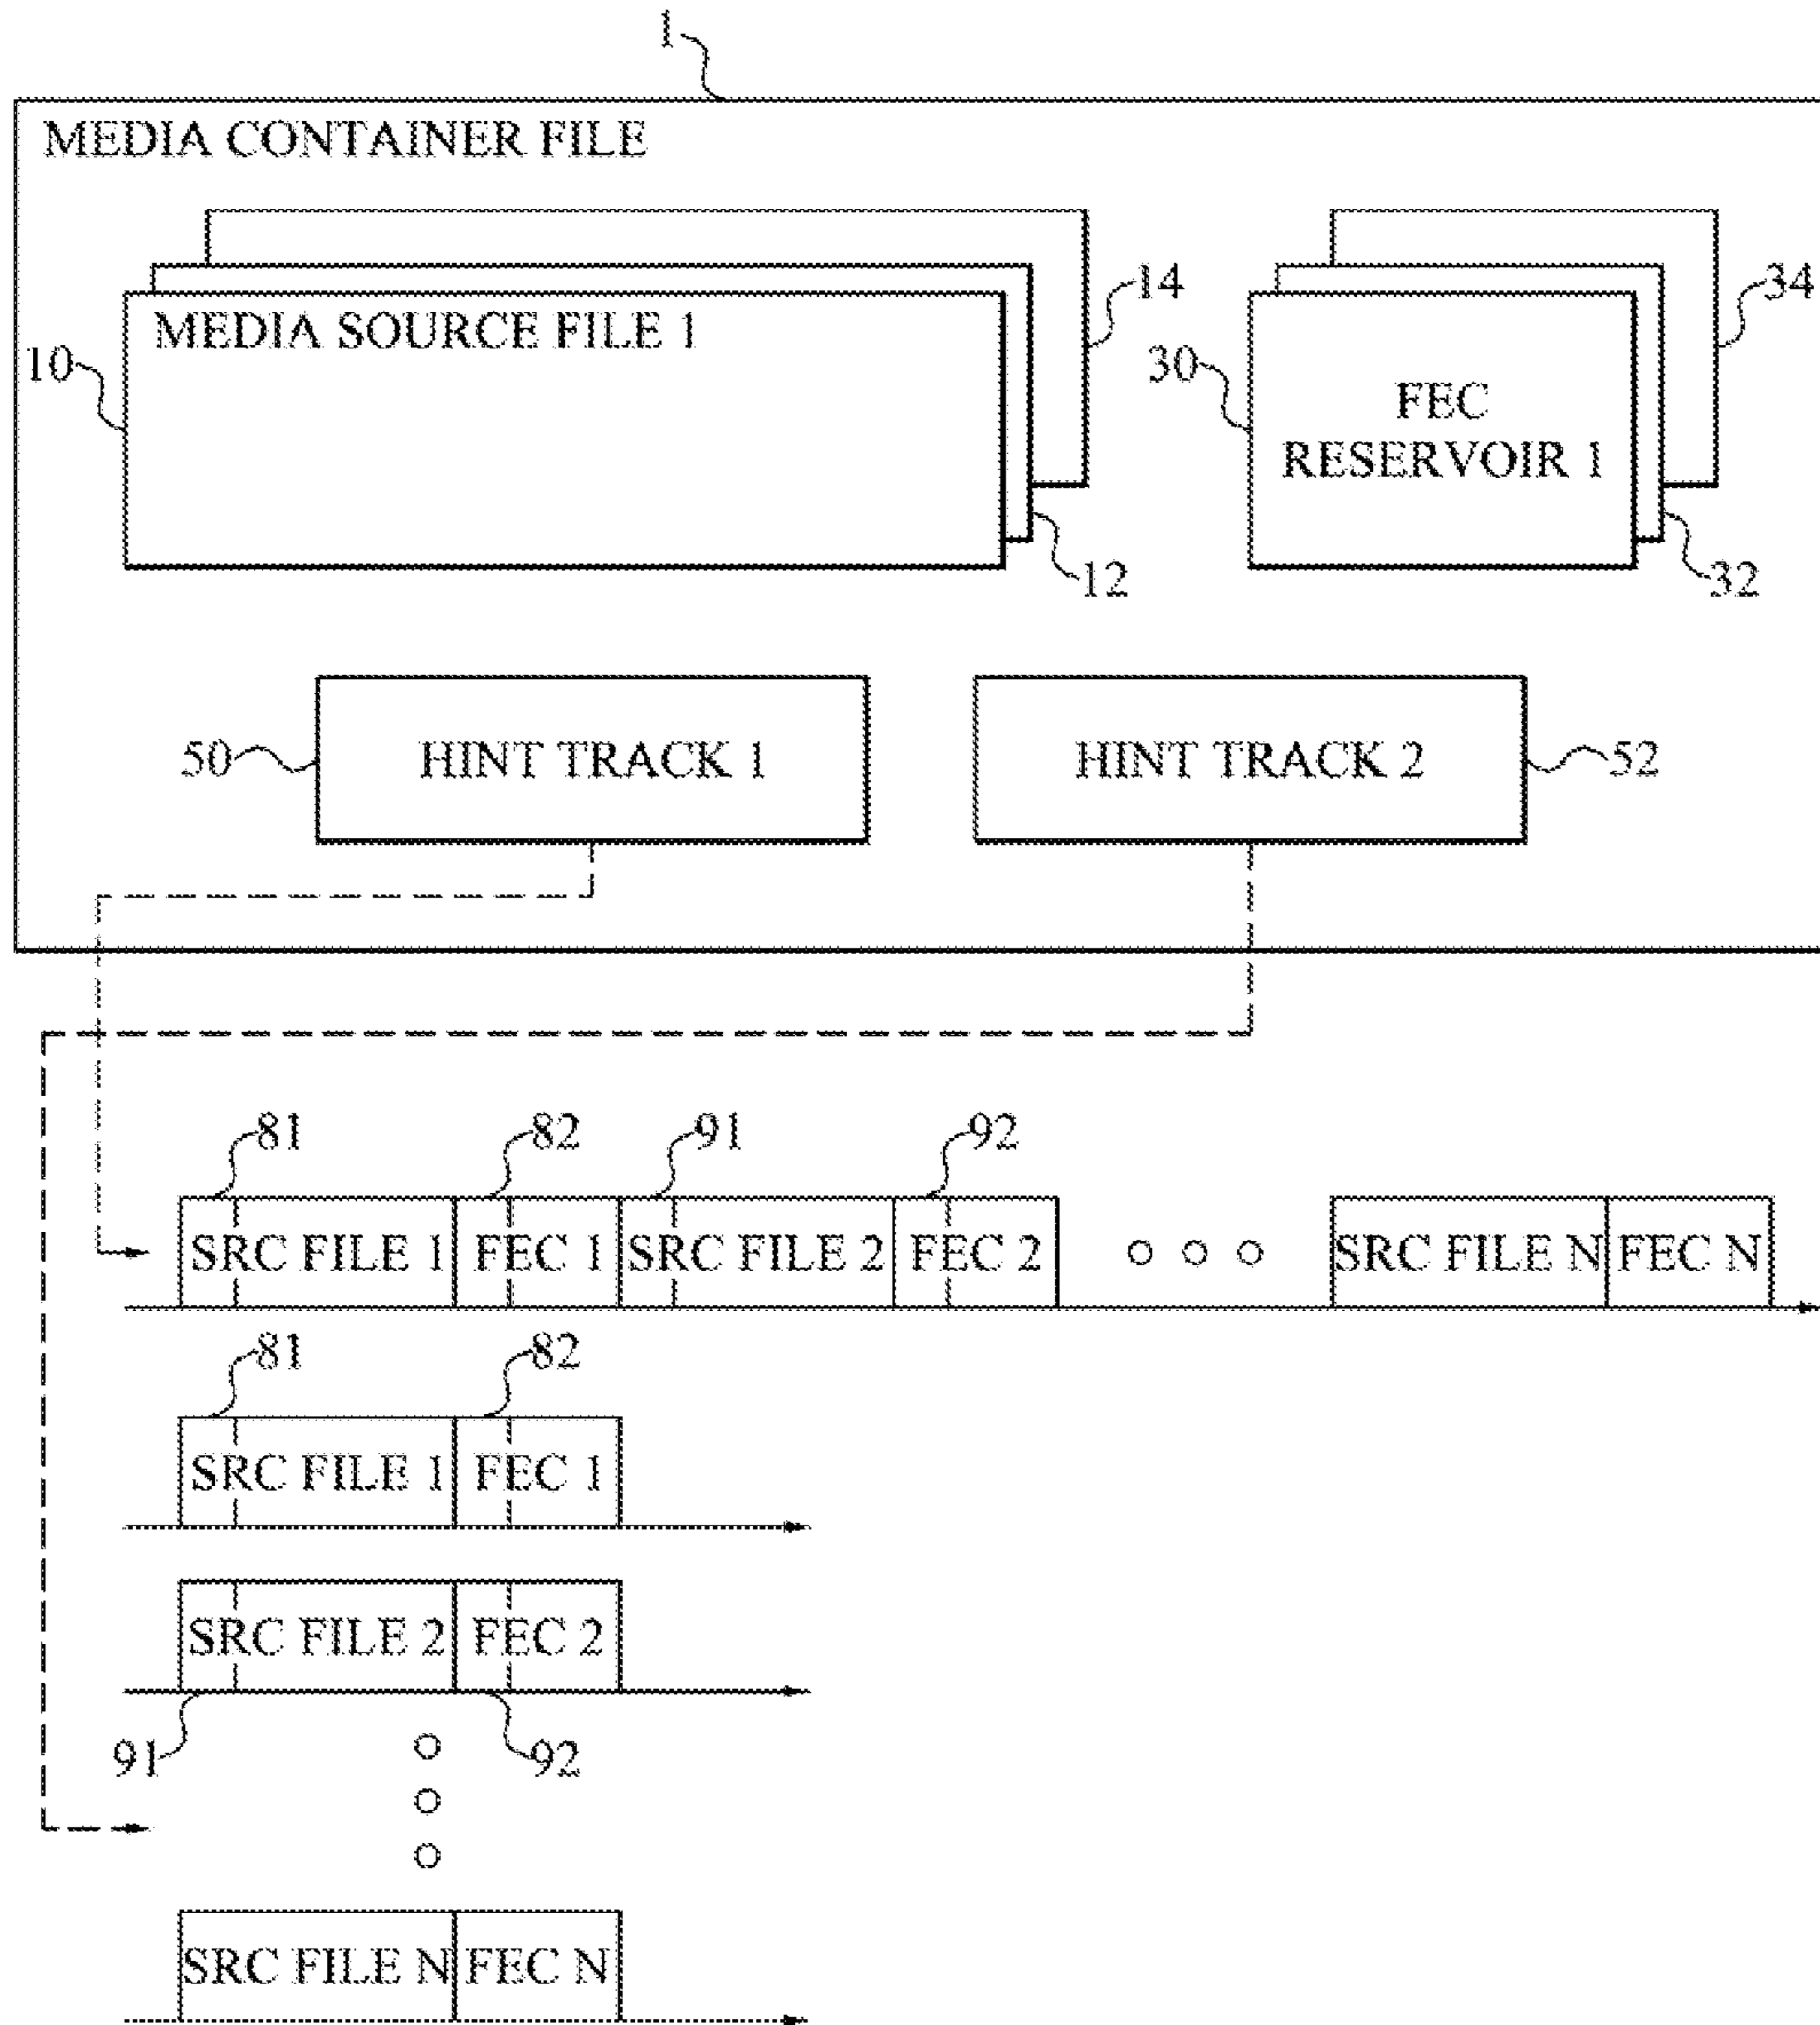 1
MEDIA CONTAINER FILE
14
34
MEDIA SOURCE FILE 1
10
30
FEC
RESERVOIR 1
12
32
50
HINT TRACK 1
HINT TRACK 2
52
81
82
91
92
SRC FILE 1
FEC 1
SRC FILE 2
FEC 2
SRC FILE N
FEC N
81
82
SRC FILE 1
FEC 1
SRC FILE 2
FEC 2
91
92
SRC FILE N
FEC N